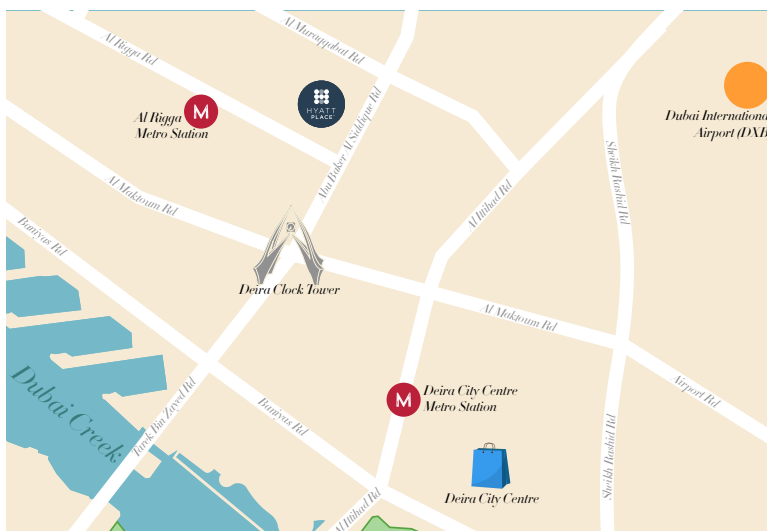 Al Muraqqabat Rd
Al Rigga Rd
HYATT
PLACE
M
Al Rigga
Metro Station
Dubai Internationa
Airport (DXB
Abu Baker Al Siddique Rd
Sheikh Rashid Rd
Al Maktoum Rd
Al Ittihad Rd
Baniyas Rd
Deira Clock Tower
Al Maktoum Rd
Dubai Creek
Tarek Bin Zayed Rd
Baniyas Rd
M
Deira City Centre
Metro Station
Airport Rd
Sheikh Rashid Rd
Deira City Centre
Al Ittihad Rd